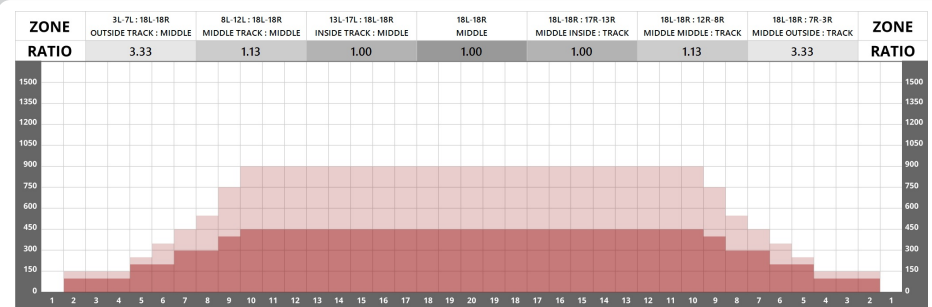 ZONE 3L-7L : 18L-18R 8L-12L : 18L-18R 13L-17L : 18L-18R 18L-18R 18L-18R : 17R-13R 18L-18R : 12R-8R 18L-18R : 7R-3R ZONE
OUTSIDE TRACK : MIDDLE MIDDLE TRACK : MIDDLE INSIDE TRACK : MIDDLE MIDDLE MIDDLE INSIDE : TRACK MIDDLE MIDDLE : TRACK MIDDLE OUTSIDE : TRACK
RATIO 3.33 1.13 1.00 1.00 1.00 1.13 3.33 RATIO
1500 1500
1350 1350
1200 1200
1050 1050
900 900
750 750
600 600
450 450
300 300
150 150
0 0
1 2 3 4 5 6 7 8 9 10 11 12 13 14 15 16 17 18 19 20 19 18 17 16 15 14 13 12 11 10 9 8 7 6 5 4 3 2 1